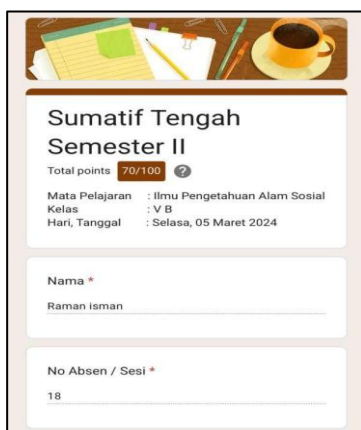 Sumatif Tengah
Semester II
Total points 70/100 ?
Mata Pelajaran : Ilmu Pengetahuan Alam Sosial
Kelas : V B
Hari, Tanggal : Selasa, 05 Maret 2024
Nama *
Raman isman
No Absen / Sesi *
18